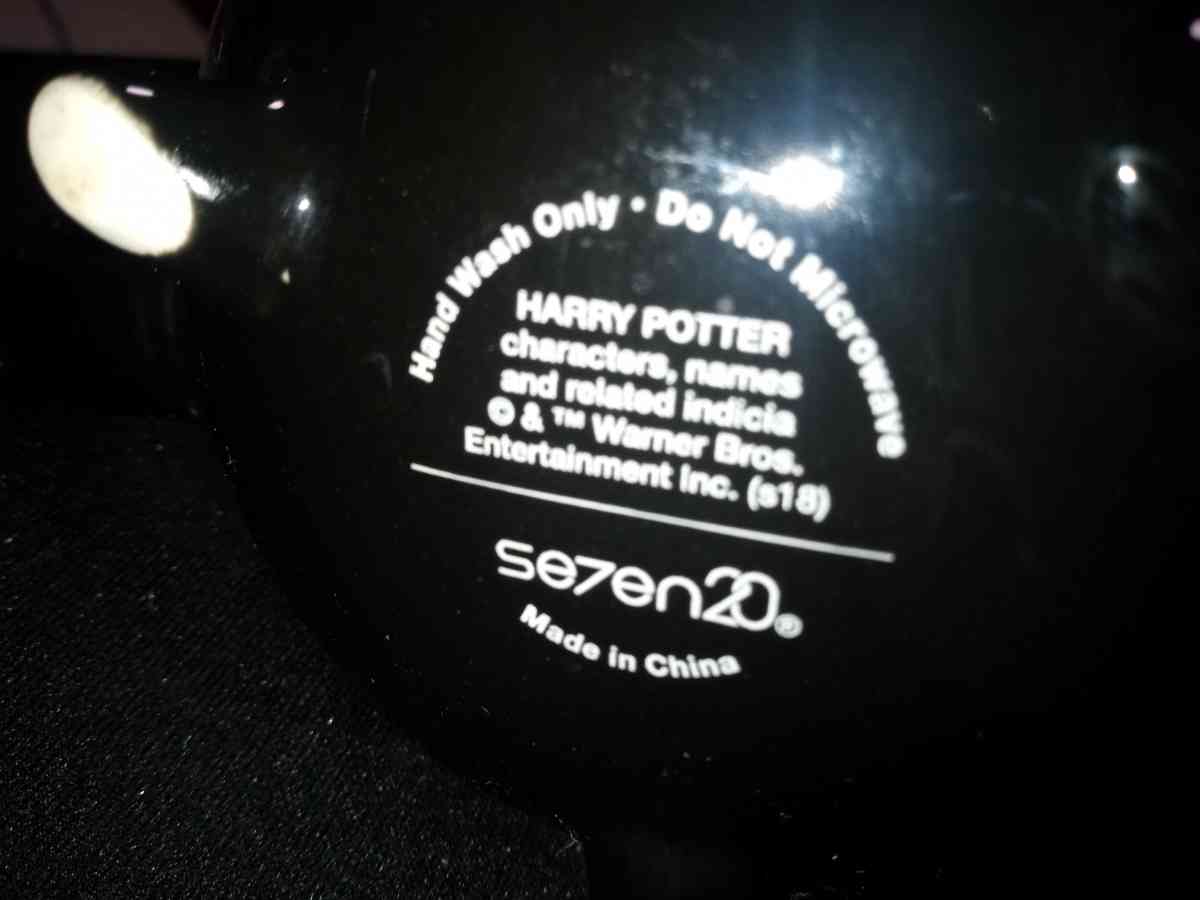 Hand Wash Only • Do Not Microwave
HARRY POTTER
characters, names
and related indicia
© & ™ Warner Bros.
Entertainment Inc. (s18)
se7en20®
Made in China